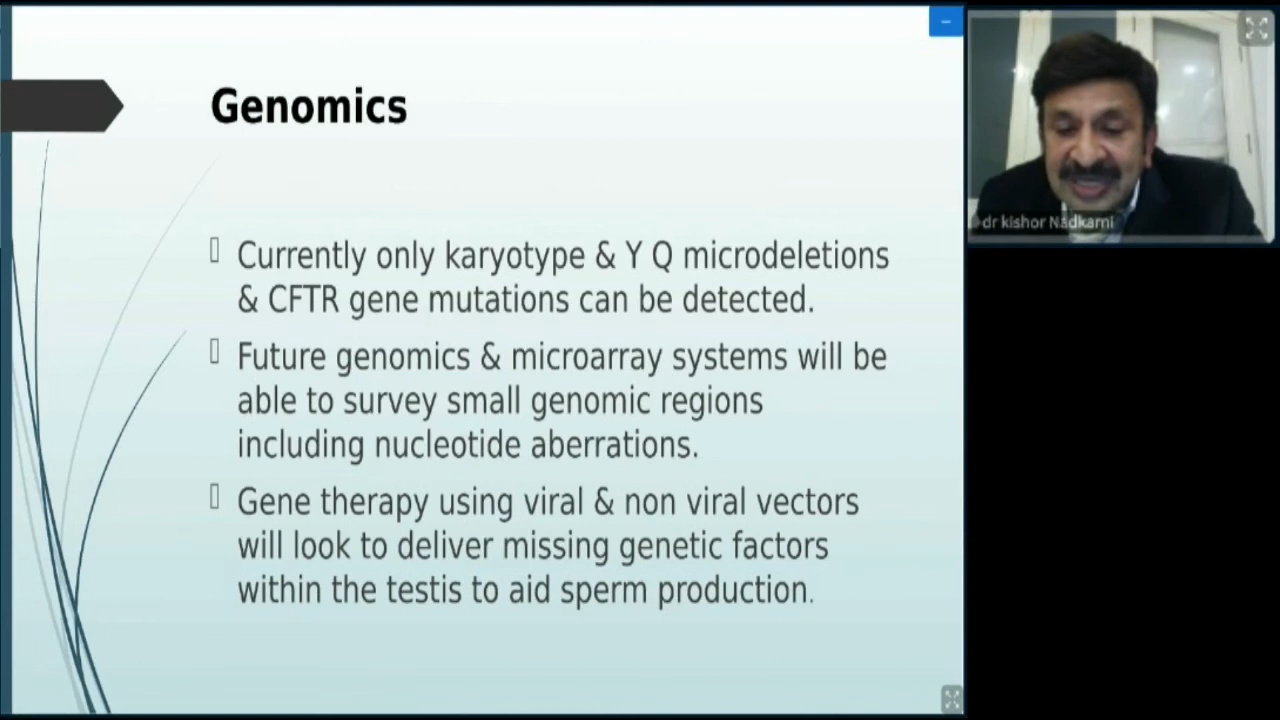 Genomics
Currently only karyotype & Y Q microdeletions
& CFTR gene mutations can be detected.
Future genomics & microarray systems will be
able to survey small genomic regions
including nucleotide aberrations.
Gene therapy using viral & non viral vectors
will look to deliver missing genetic factors
within the testis to aid sperm production.
dr kishor Nadkarni